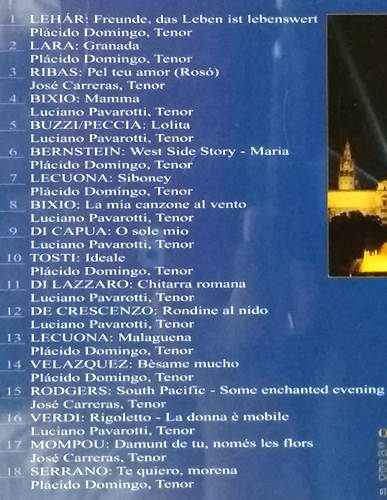 1 LEHÁR: Freunde, das Leben ist lebenswert
Plácido Domingo, Tenor
2 LARA: Granada
Plácido Domingo, Tenor
3 RIBAS: Pel teu amor (Rosó)
José Carreras, Tenor
4 BIXIO: Mamma
Luciano Pavarotti, Tenor
5 BUZZI/PECCIA: Lolita
Luciano Pavarotti, Tenor
6 BERNSTEIN: West Side Story - Maria
Plácido Domingo, Tenor
7 LECUONA: Siboney
Plácido Domingo, Tenor
8 BIXIO: La mia canzone al vento
Luciano Pavarotti, Tenor
9 DI CAPUA: O sole mio
Luciano Pavarotti, Tenor
10 TOSTI: Ideale
Plácido Domingo, Tenor
11 DI LAZZARO: Chitarra romana
Luciano Pavarotti, Tenor
12 DE CRESCENZO: Rondine al nido
Luciano Pavarotti, Tenor
13 LECUONA: Malaguena
Plácido Domingo, Tenor
14 VELAZQUEZ: Bèsame mucho
Plácido Domingo, Tenor
15 RODGERS: South Pacific - Some enchanted evening
José Carreras, Tenor
16 VERDI: Rigoletto - La donna è mobile
Luciano Pavarotti, Tenor
17 MOMPOU: Damunt de tu, només les flors
José Carreras, Tenor
18 SERRANO: Te quiero, morena
Plácido Domingo, Tenor